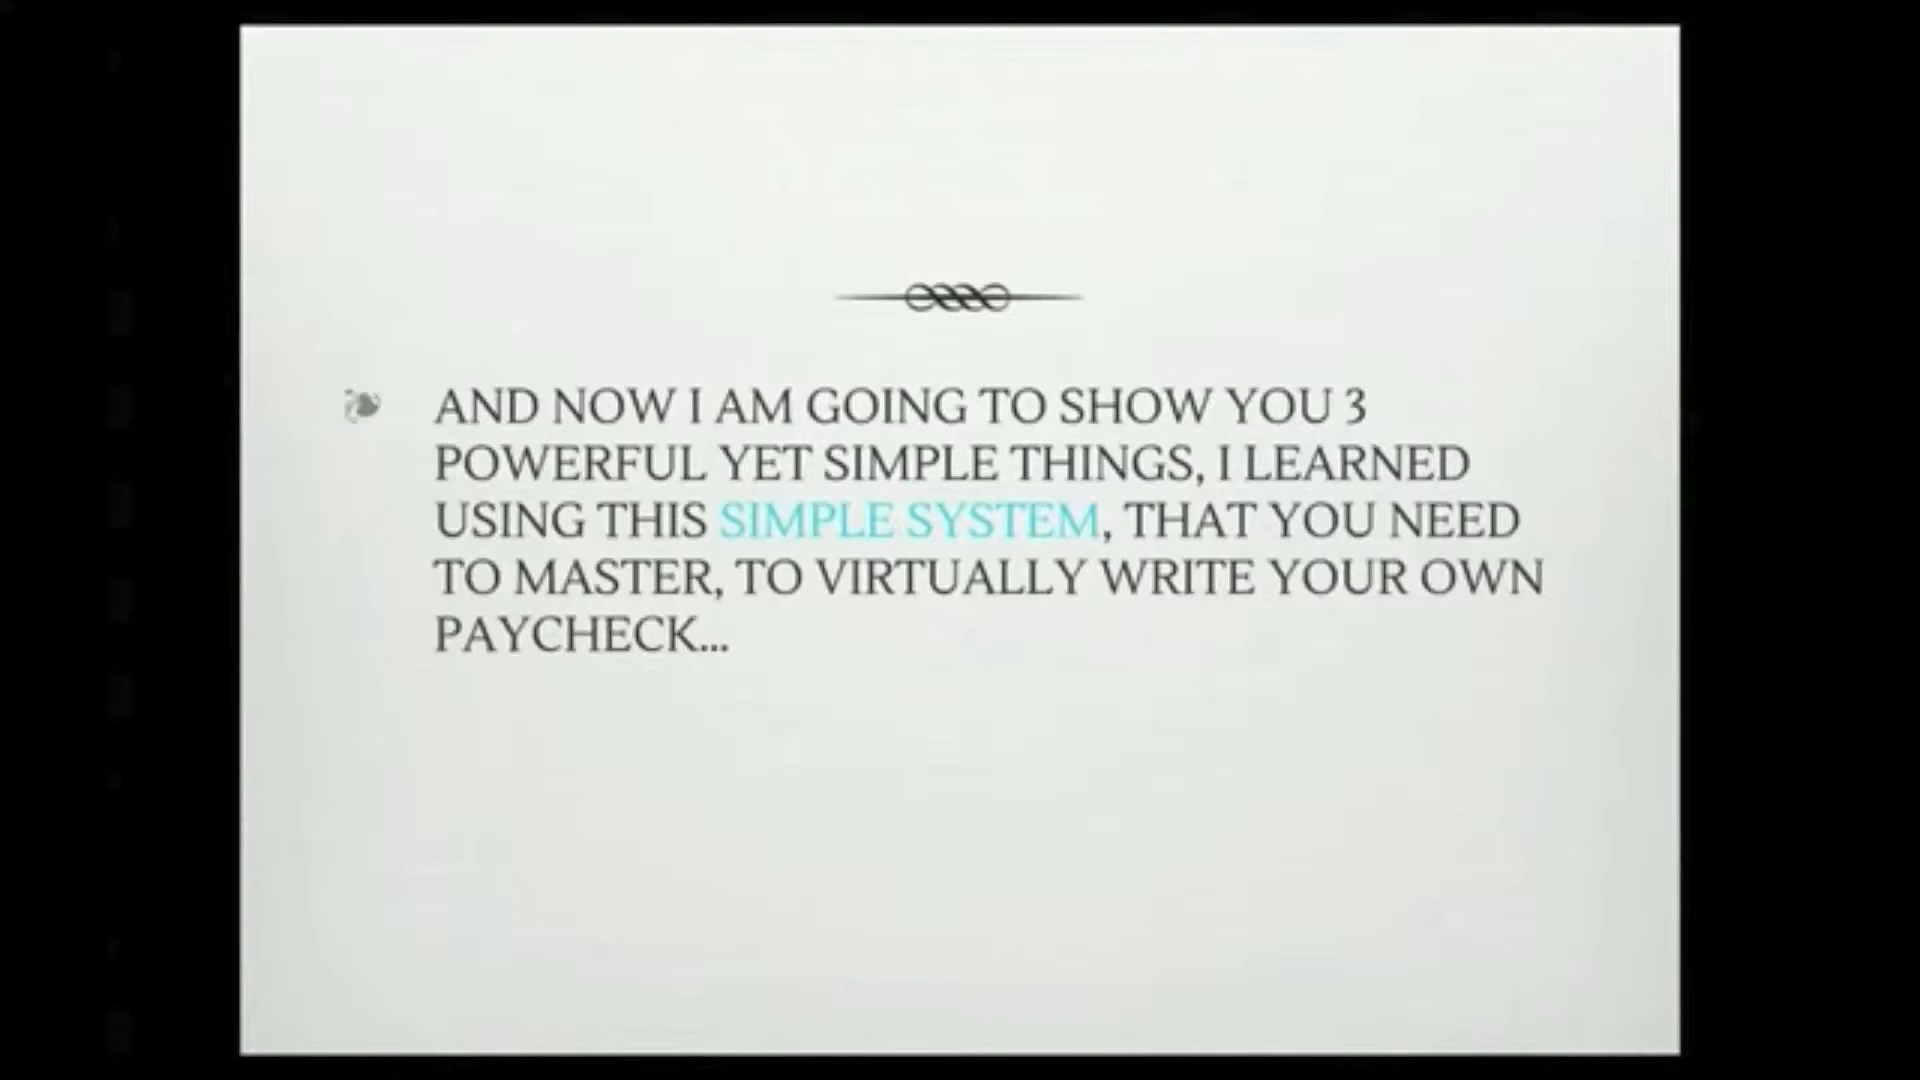 AND NOW I AM GOING TO SHOW YOU 3
POWERFUL YET SIMPLE THINGS, I LEARNED
USING THIS SIMPLE SYSTEM, THAT YOU NEED
TO MASTER, TO VIRTUALLY WRITE YOUR OWN
PAYCHECK...